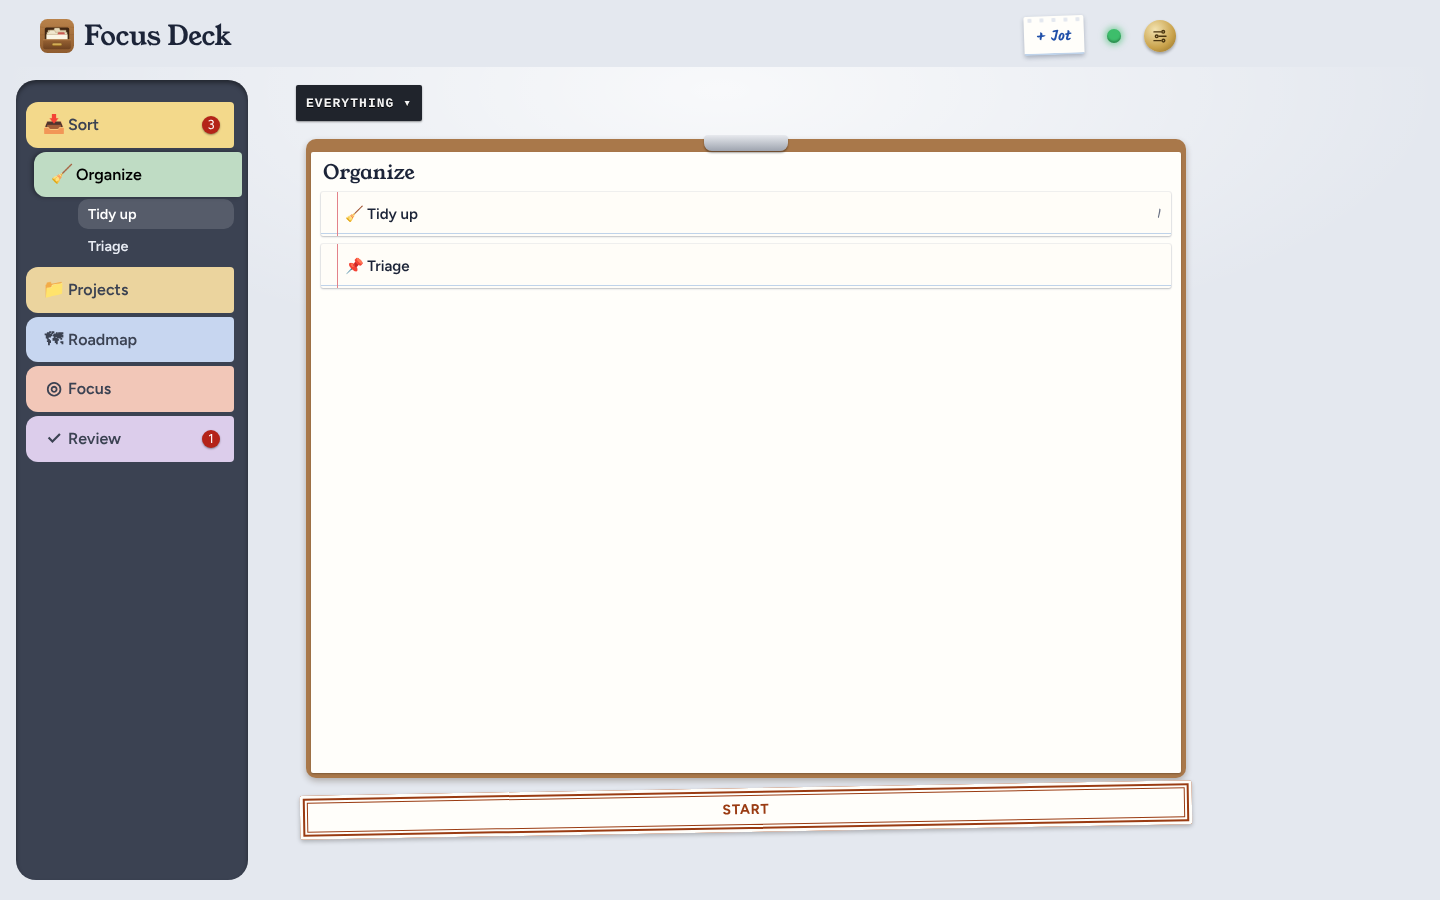 Focus Deck
+ Jot
EVERYTHING ▾
Sort 3
Organize
Tidy up
Triage
Projects
Roadmap
Focus
Review 1
Organize
Tidy up
Triage
START